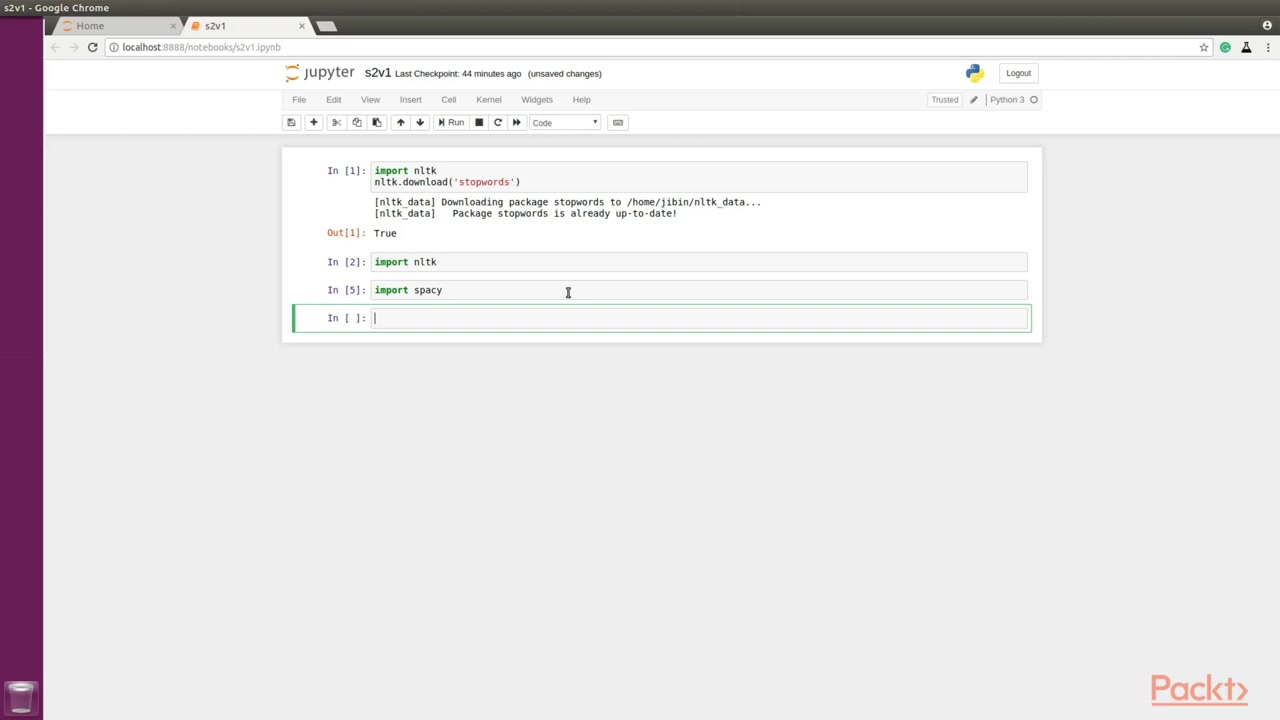 s2v1 - Google Chrome
Home
s2v1
localhost:8888/notebooks/s2v1.ipynb
jupyter s2v1 Last Checkpoint: 44 minutes ago (unsaved changes)
Logout
File Edit View Insert Cell Kernel Widgets Help
Trusted
Python 3
Run
Code
In [1]: import nltk
nltk.download('stopwords')
[nltk_data] Downloading package stopwords to /home/jibin/nltk_data...
[nltk_data]   Package stopwords is already up-to-date!
Out[1]: True
In [2]: import nltk
In [5]: import spacy
In [ ]:
Packt>